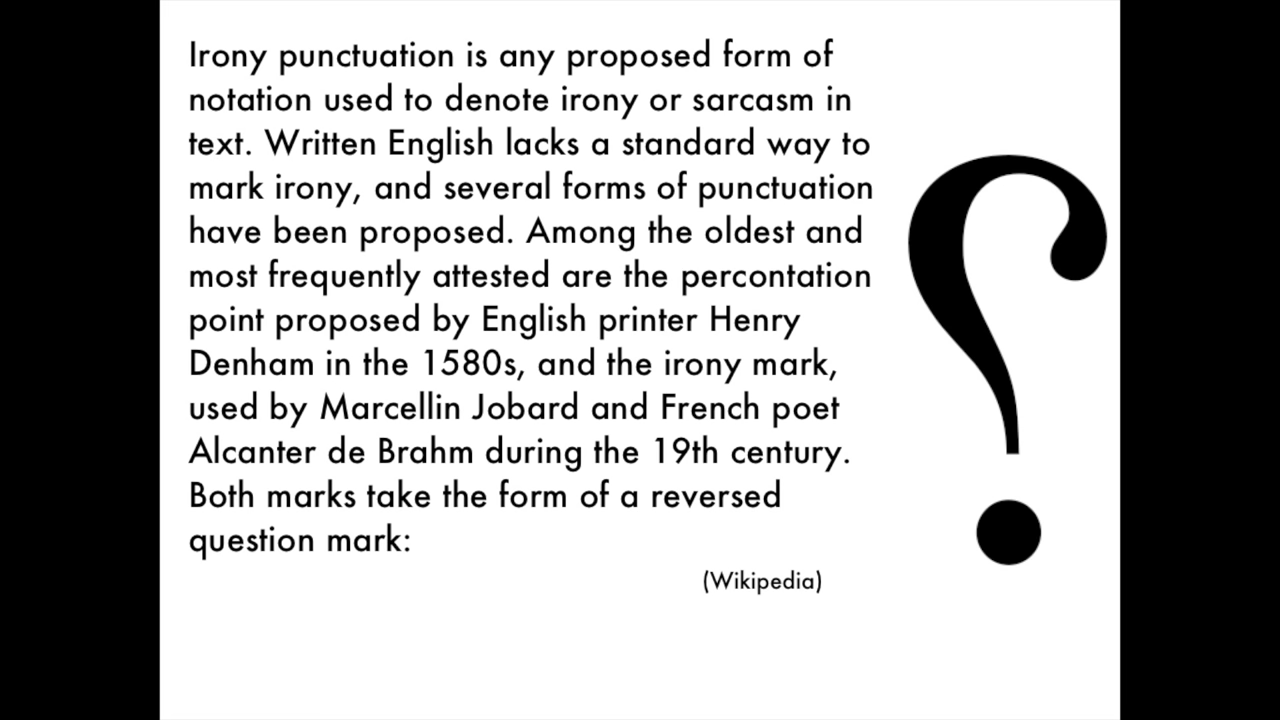 Irony punctuation is any proposed form of
notation used to denote irony or sarcasm in
text. Written English lacks a standard way to
mark irony, and several forms of punctuation
have been proposed. Among the oldest and
most frequently attested are the percontation
point proposed by English printer Henry
Denham in the 1580s, and the irony mark,
used by Marcellin Jobard and French poet
Alcanter de Brahm during the 19th century.
Both marks take the form of a reversed
question mark:
(Wikipedia)
⸮